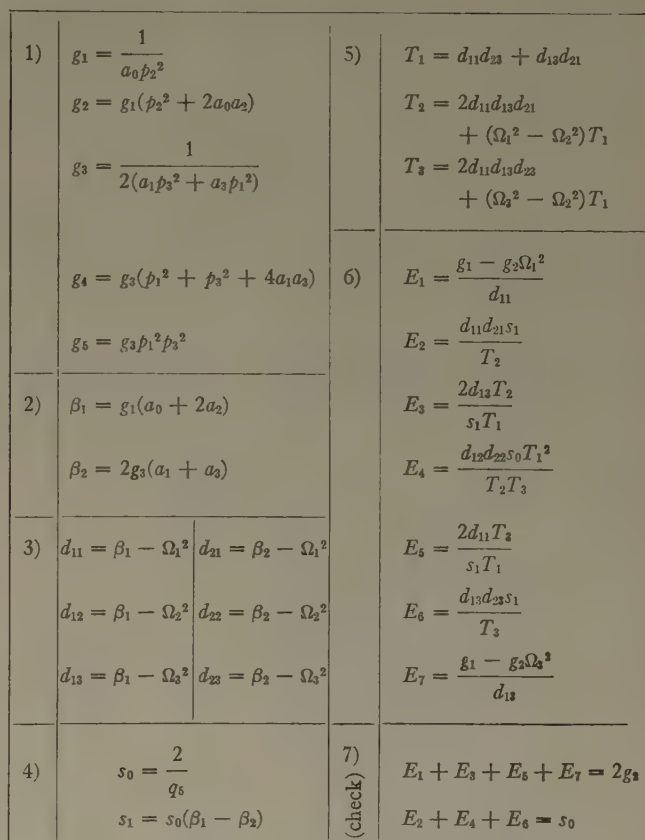 1)
g₁ = 1 / (a₀p₂²)
g₂ = g₁(p₂² + 2a₀a₂)
g₃ = 1 / (2(a₁p₃² + a₃p₁²))
g₄ = g₃(p₁² + p₃² + 4a₁a₃)
g₅ = g₃p₁²p₃²
2)
β₁ = g₁(a₀ + 2a₂)
β₂ = 2g₃(a₁ + a₃)
3)
d₁₁ = β₁ − Ω₁² d₂₁ = β₂ − Ω₁²
d₁₂ = β₁ − Ω₂² d₂₂ = β₂ − Ω₂²
d₁₃ = β₁ − Ω₃² d₂₃ = β₂ − Ω₃²
4)
s₀ = 2 / q₅
s₁ = s₀(β₁ − β₂)
5)
T₁ = d₁₁d₂₃ + d₁₃d₂₁
T₂ = 2d₁₁d₁₃d₂₁
+ (Ω₁² − Ω₂²)T₁
T₃ = 2d₁₁d₁₃d₂₃
+ (Ω₃² − Ω₂²)T₁
6)
E₁ = (g₁ − g₂Ω₁²) / d₁₁
E₂ = d₁₁d₂₁s₁ / T₂
E₃ = 2d₁₃T₂ / (s₁T₁)
E₄ = d₁₂d₂₂s₀T₁² / (T₂T₃)
E₅ = 2d₁₁T₃ / (s₁T₁)
E₆ = d₁₃d₂₃s₁ / T₃
E₇ = (g₁ − g₂Ω₃²) / d₁₃
7)
(check)
E₁ + E₃ + E₅ + E₇ = 2g₂
E₂ + E₄ + E₆ = s₀